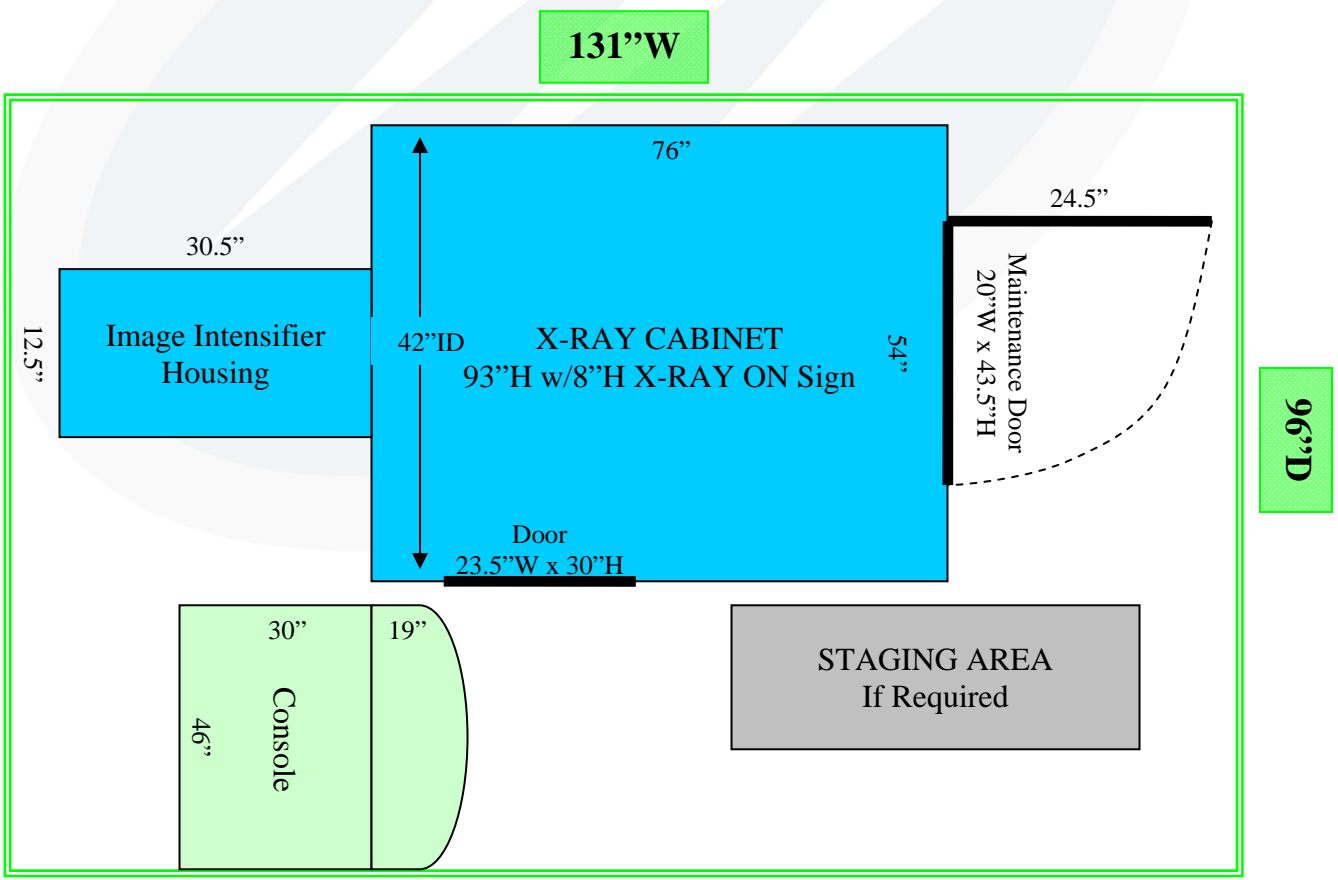 131”W
76”
24.5”
30.5”
Maintenance Door
20”W x 43.5”H
12.5”
Image Intensifier
Housing
42”ID
X-RAY CABINET
93”H w/8”H X-RAY ON Sign
54”
96”D
Door
23.5”W x 30”H
30”
19”
Console
46”
STAGING AREA
If Required